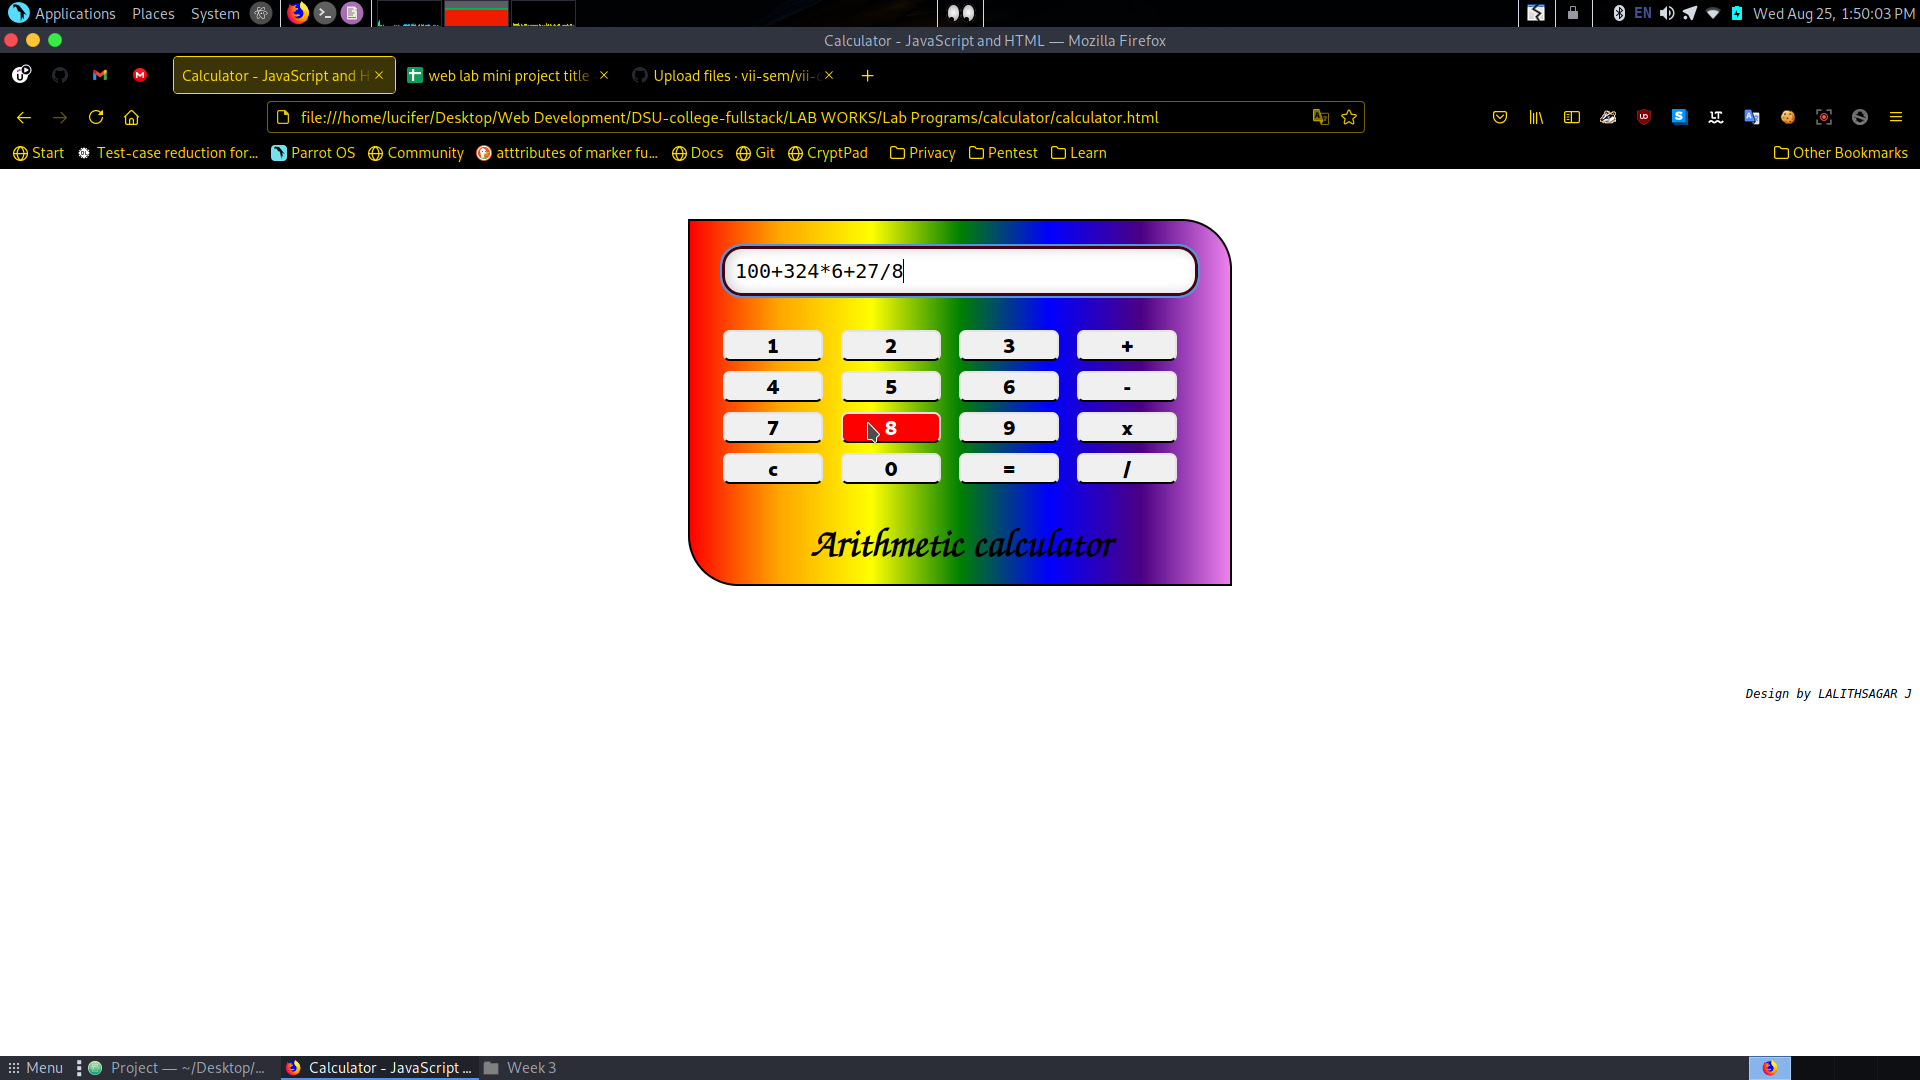 Applications Places System EN Wed Aug 25, 1:50:03 PM
Calculator - JavaScript and HTML — Mozilla Firefox
Calculator - JavaScript and H web lab mini project title Upload files · vii-sem/vii-
file:///home/lucifer/Desktop/Web Development/DSU-college-fullstack/LAB WORKS/Lab Programs/calculator/calculator.html
Start Test-case reduction for... Parrot OS Community atttributes of marker fu... Docs Git CryptPad Privacy Pentest Learn Other Bookmarks
100+324*6+27/8
1 2 3 +
4 5 6 -
7 8 9 x
c 0 = /
Arithmetic calculator
Design by LALITHSAGAR J
Menu Project — ~/Desktop/... Calculator - JavaScript ... Week 3